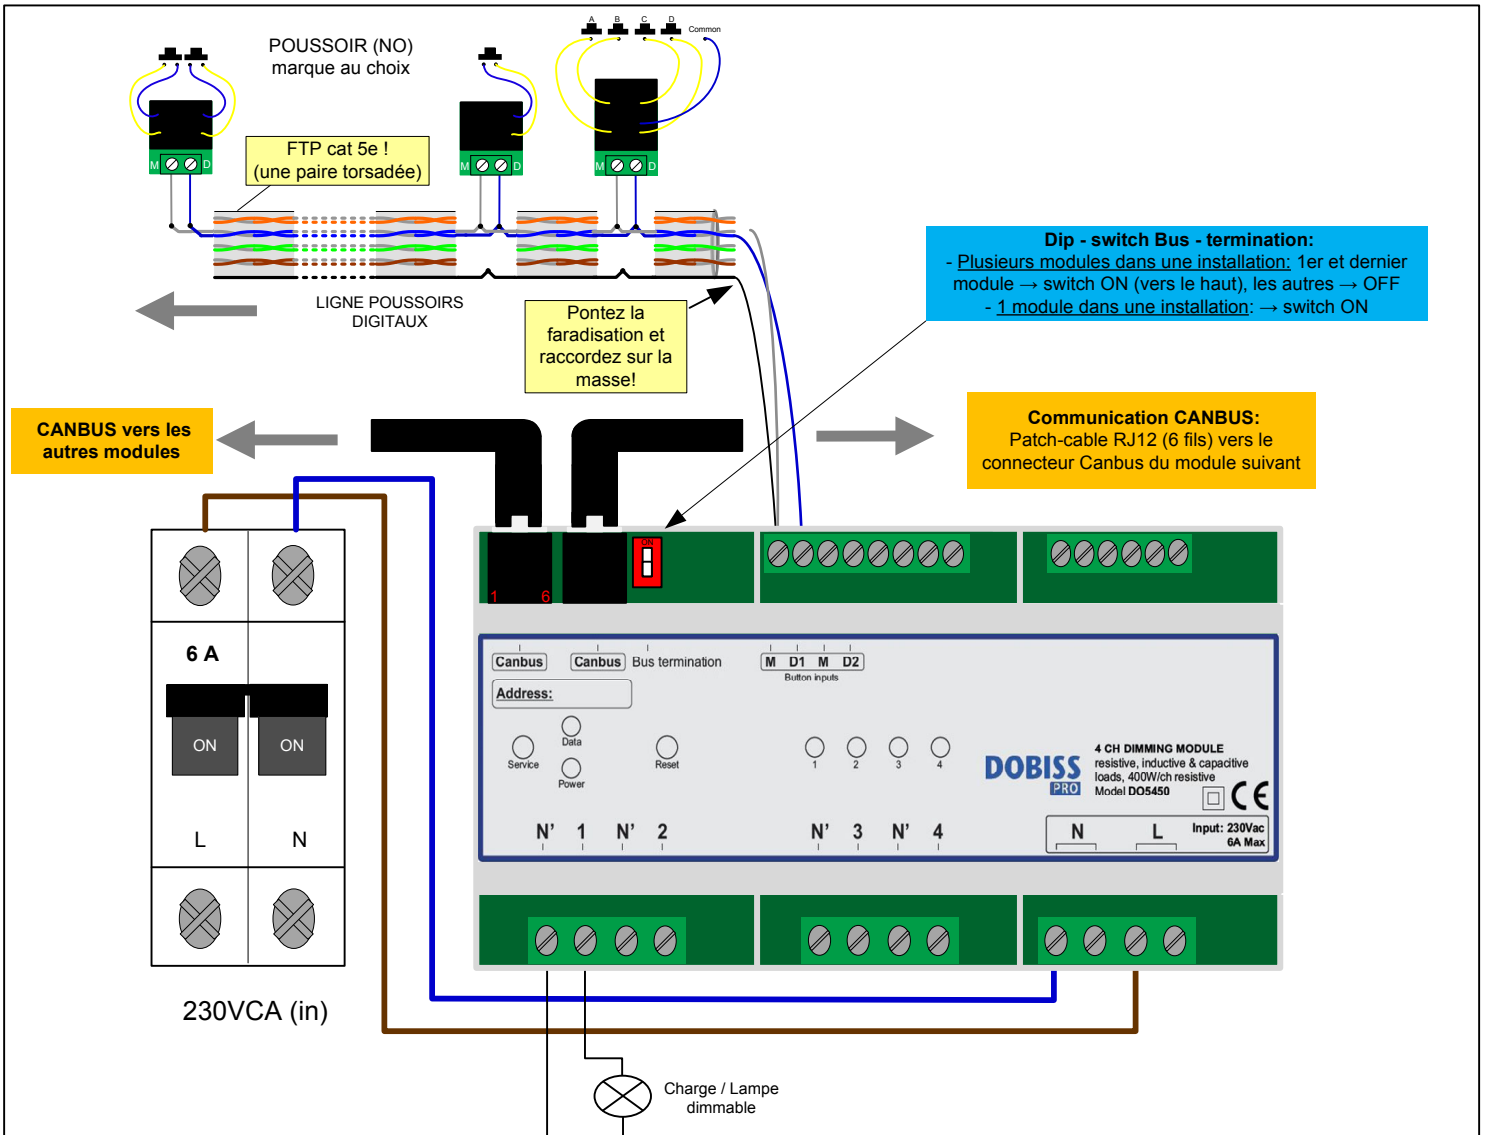 A B C D Common
POUSSOIR (NO)
marque au choix
M D
M D
M D
FTP cat 5e !
(une paire torsadée)
LIGNE POUSSOIRS
DIGITAUX
Pontez la
faradisation et
raccordez sur la
masse!
Dip - switch Bus - termination:
- Plusieurs modules dans une installation: 1er et dernier
module → switch ON (vers le haut), les autres → OFF
- 1 module dans une installation: → switch ON
CANBUS vers les
autres modules
Communication CANBUS:
Patch-cable RJ12 (6 fils) vers le
connecteur Canbus du module suivant
ON
1 6
6 A
ON ON
L N
230VCA (in)
Canbus Canbus Bus termination
M D1 M D2
Button inputs
Address:
Service
Data
Power
Reset
1 2 3 4
DOBISS
PRO
4 CH DIMMING MODULE
resistive, inductive & capacitive
loads, 400W/ch resistive
Model DO5450
CE
N' 1 N' 2
N' 3 N' 4
N L
Input: 230Vac
6A Max
Charge / Lampe
dimmable